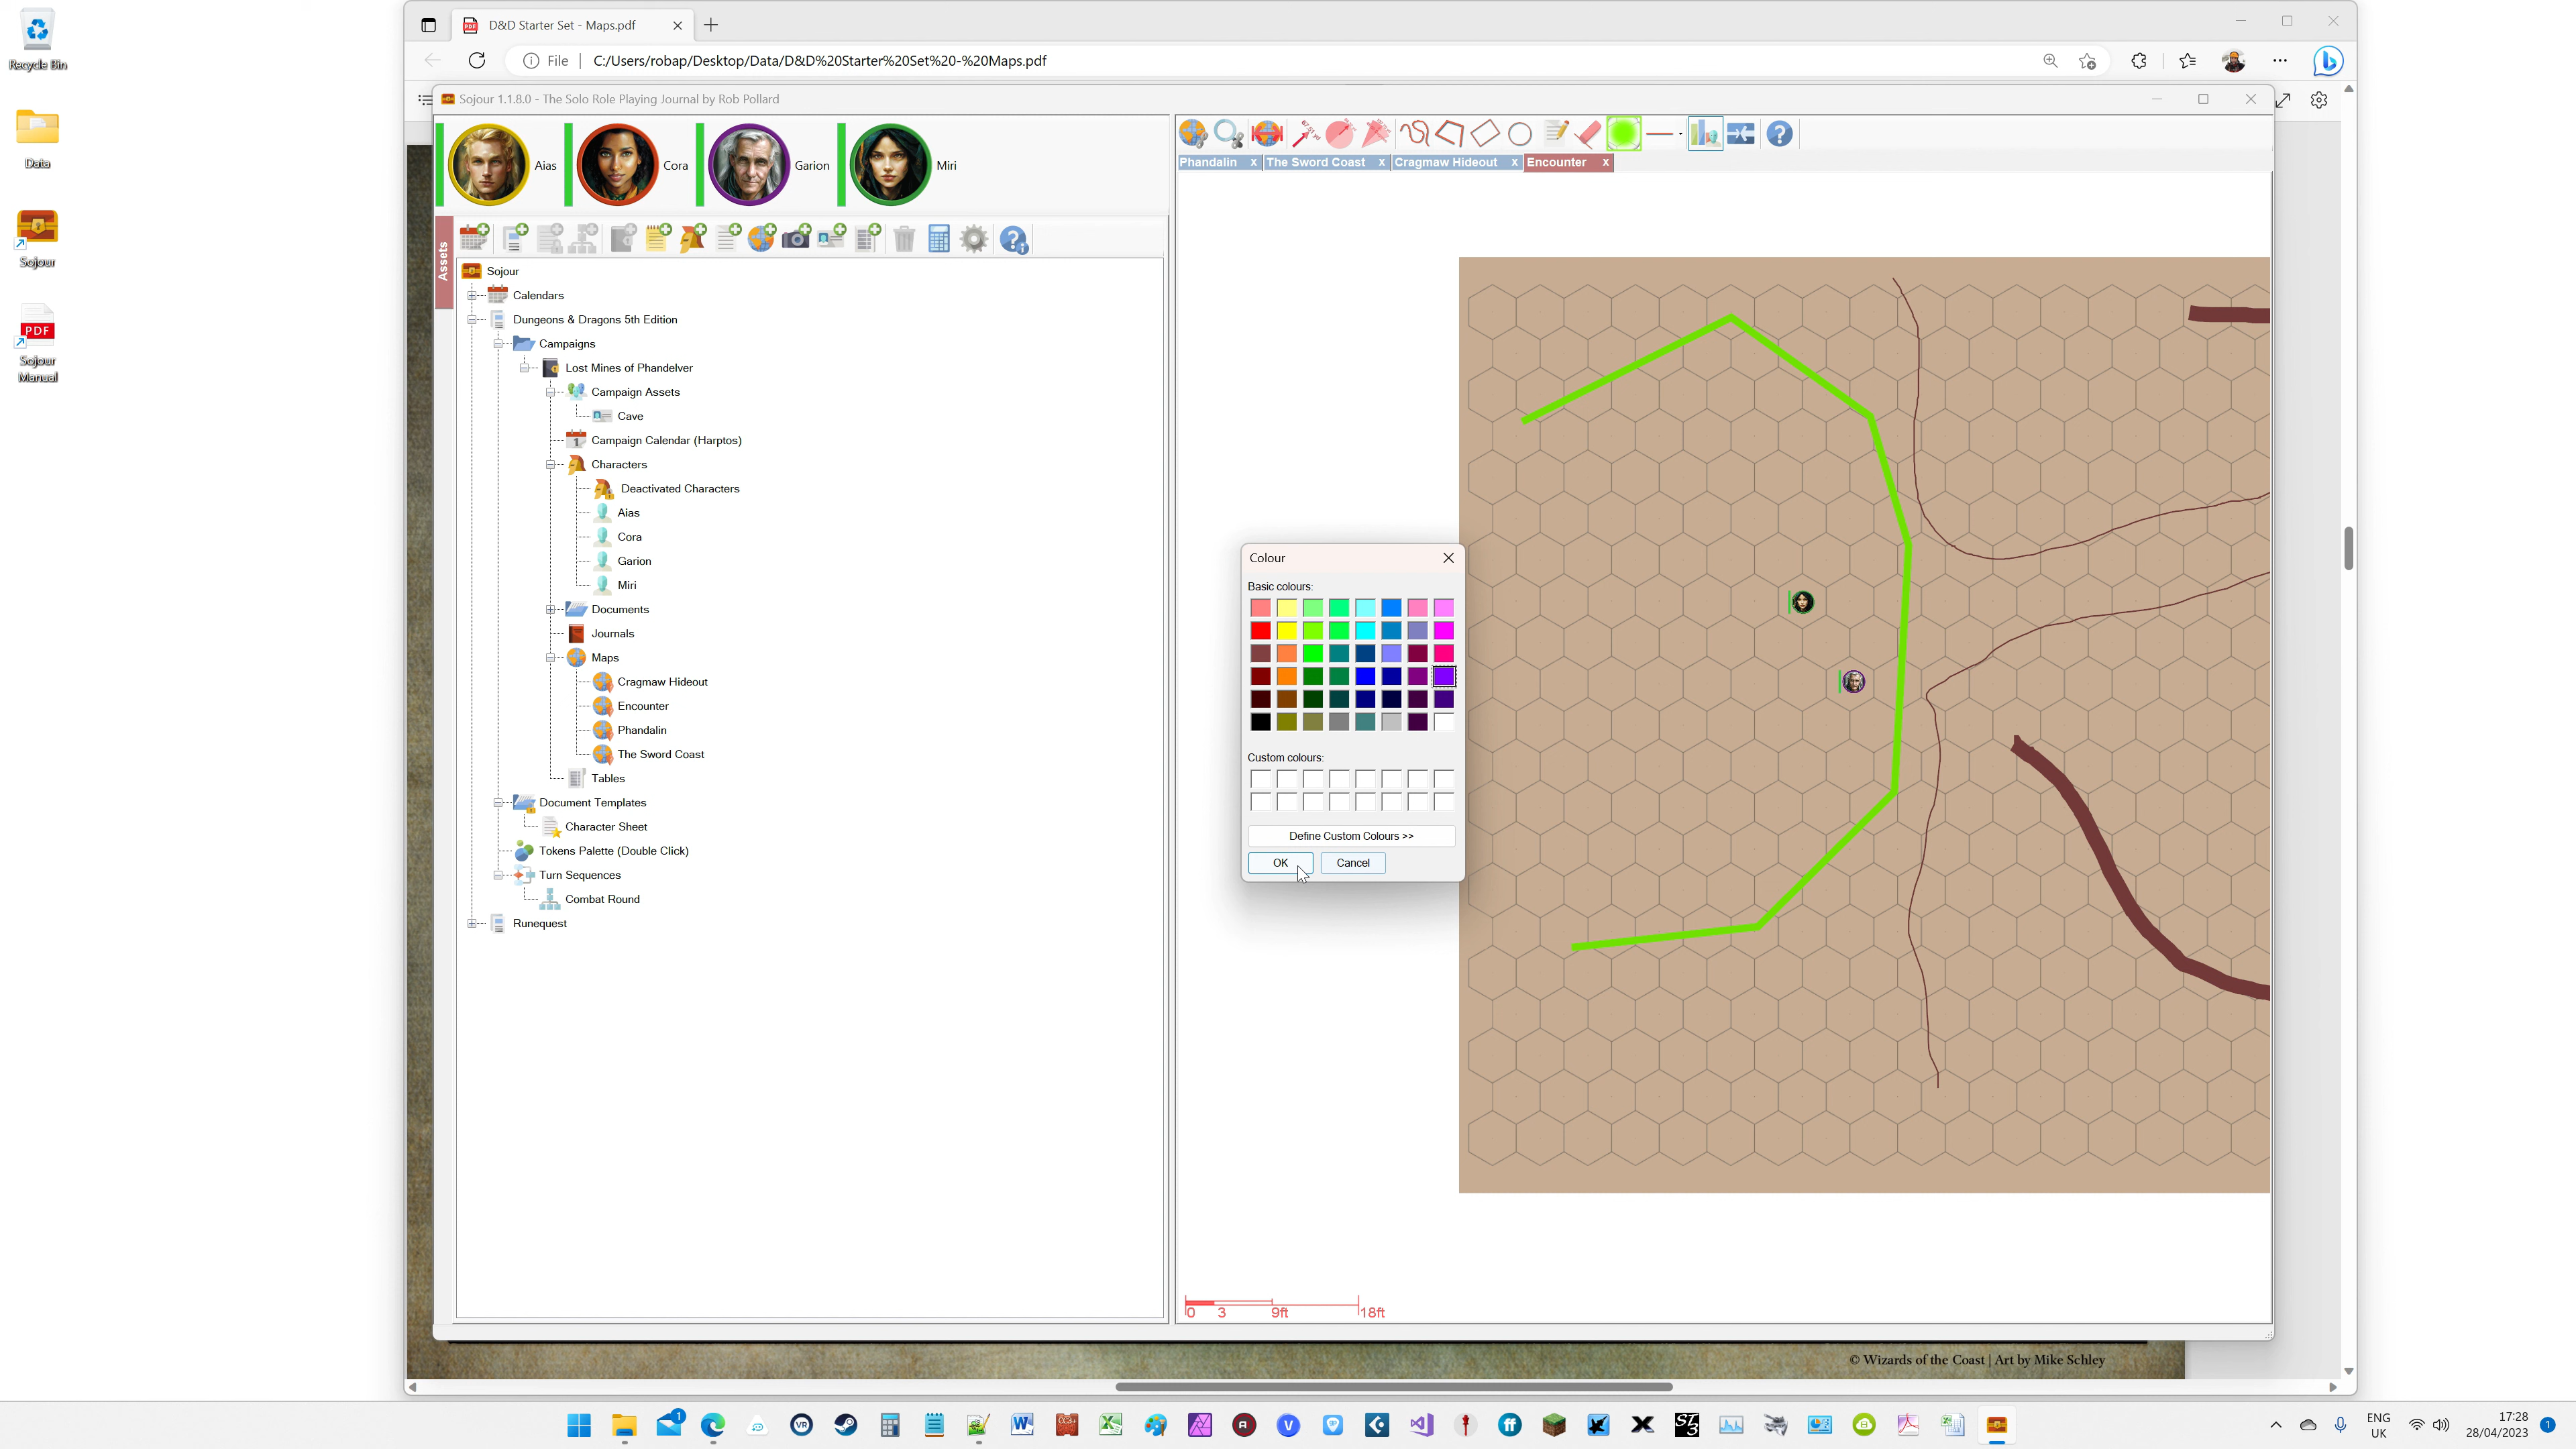 Recycle Bin
Data
Sojour
PDF
Sojour
Manual
D&D Starter Set - Maps.pdf
File
C:/Users/robap/Desktop/Data/D&D%20Starter%20Set%20-%20Maps.pdf
Sojour 1.1.8.0 - The Solo Role Playing Journal by Rob Pollard
Aias
Cora
Garion
Miri
Phandalin x
The Sword Coast x
Cragmaw Hideout x
Encounter x
Assets
Sojour
Calendars
Dungeons & Dragons 5th Edition
Campaigns
Lost Mines of Phandelver
Campaign Assets
Cave
Campaign Calendar (Harptos)
Characters
Deactivated Characters
Aias
Cora
Garion
Miri
Documents
Journals
Maps
Cragmaw Hideout
Encounter
Phandalin
The Sword Coast
Tables
Document Templates
Character Sheet
Tokens Palette (Double Click)
Turn Sequences
Combat Round
Runequest
Colour
Basic colours:
Custom colours:
Define Custom Colours >>
OK
Cancel
0 3 9ft 18ft
© Wizards of the Coast | Art by Mike Schley
ENG
UK
17:28
28/04/2023
1